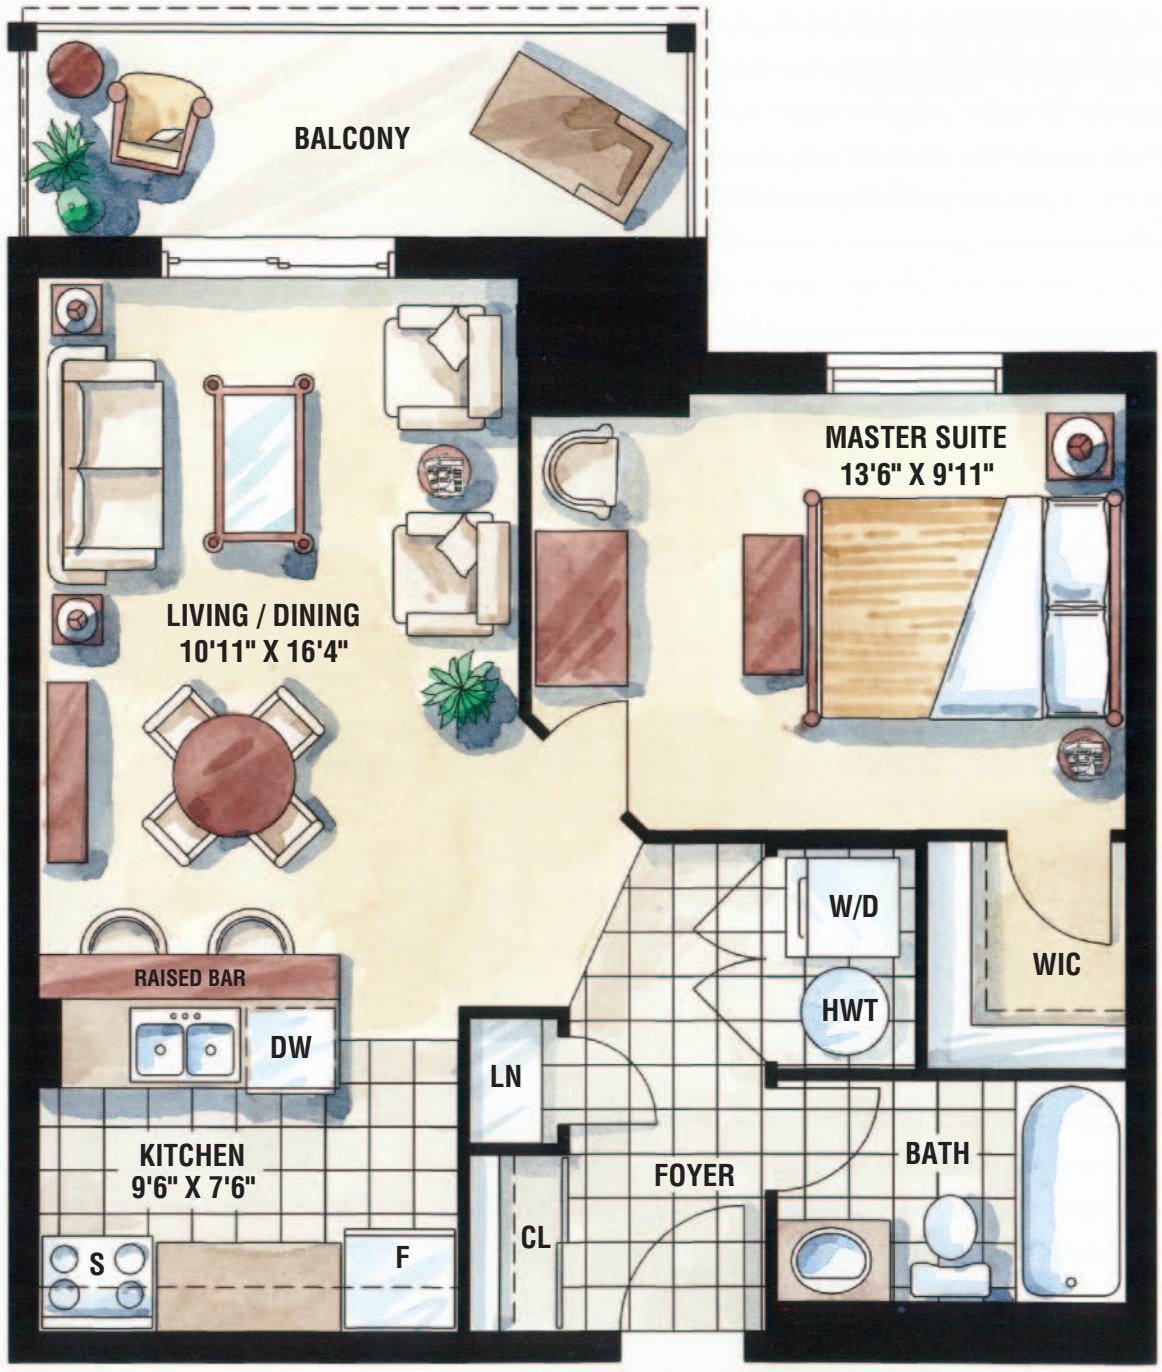 BALCONY
MASTER SUITE
13'6" X 9'11"
LIVING / DINING
10'11" X 16'4"
RAISED BAR
W/D
WIC
HWT
DW
LN
KITCHEN
9'6" X 7'6"
FOYER
BATH
CL
S
F